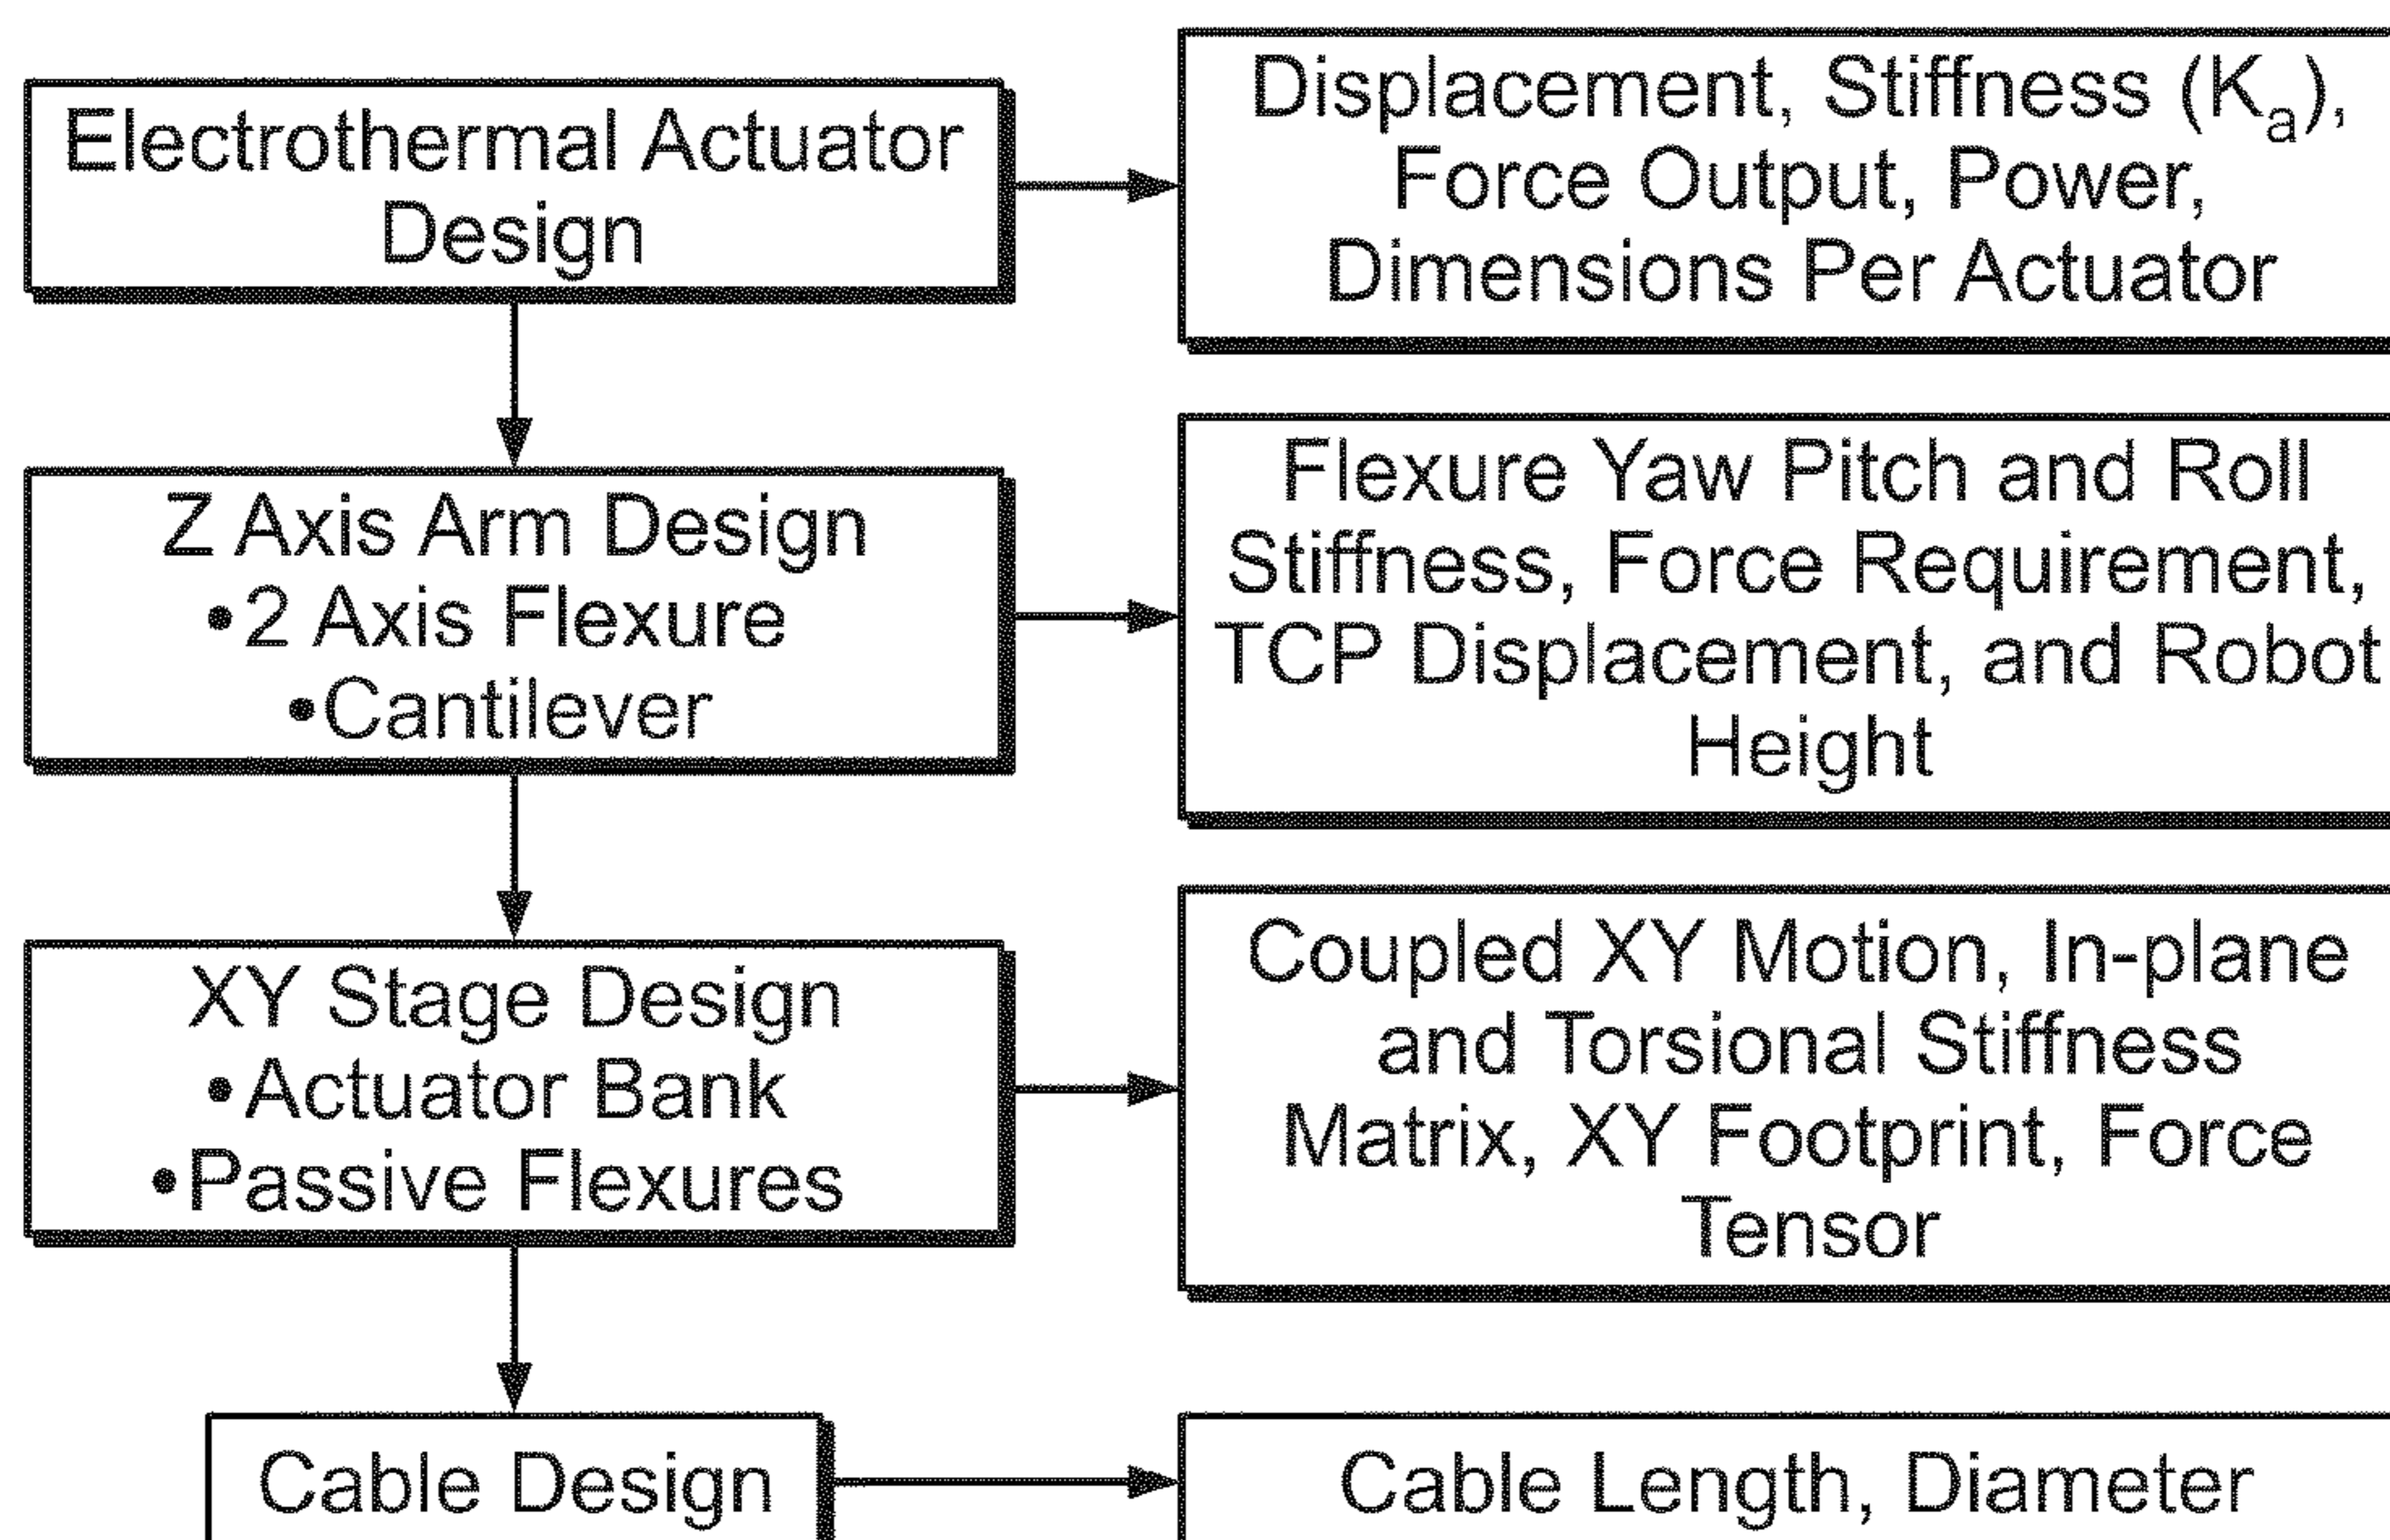 Electrothermal Actuator
Design
Displacement, Stiffness (Kₐ),
Force Output, Power,
Dimensions Per Actuator
Z Axis Arm Design
•2 Axis Flexure
•Cantilever
Flexure Yaw Pitch and Roll
Stiffness, Force Requirement,
TCP Displacement, and Robot
Height
XY Stage Design
•Actuator Bank
•Passive Flexures
Coupled XY Motion, In-plane
and Torsional Stiffness
Matrix, XY Footprint, Force
Tensor
Cable Design
Cable Length, Diameter